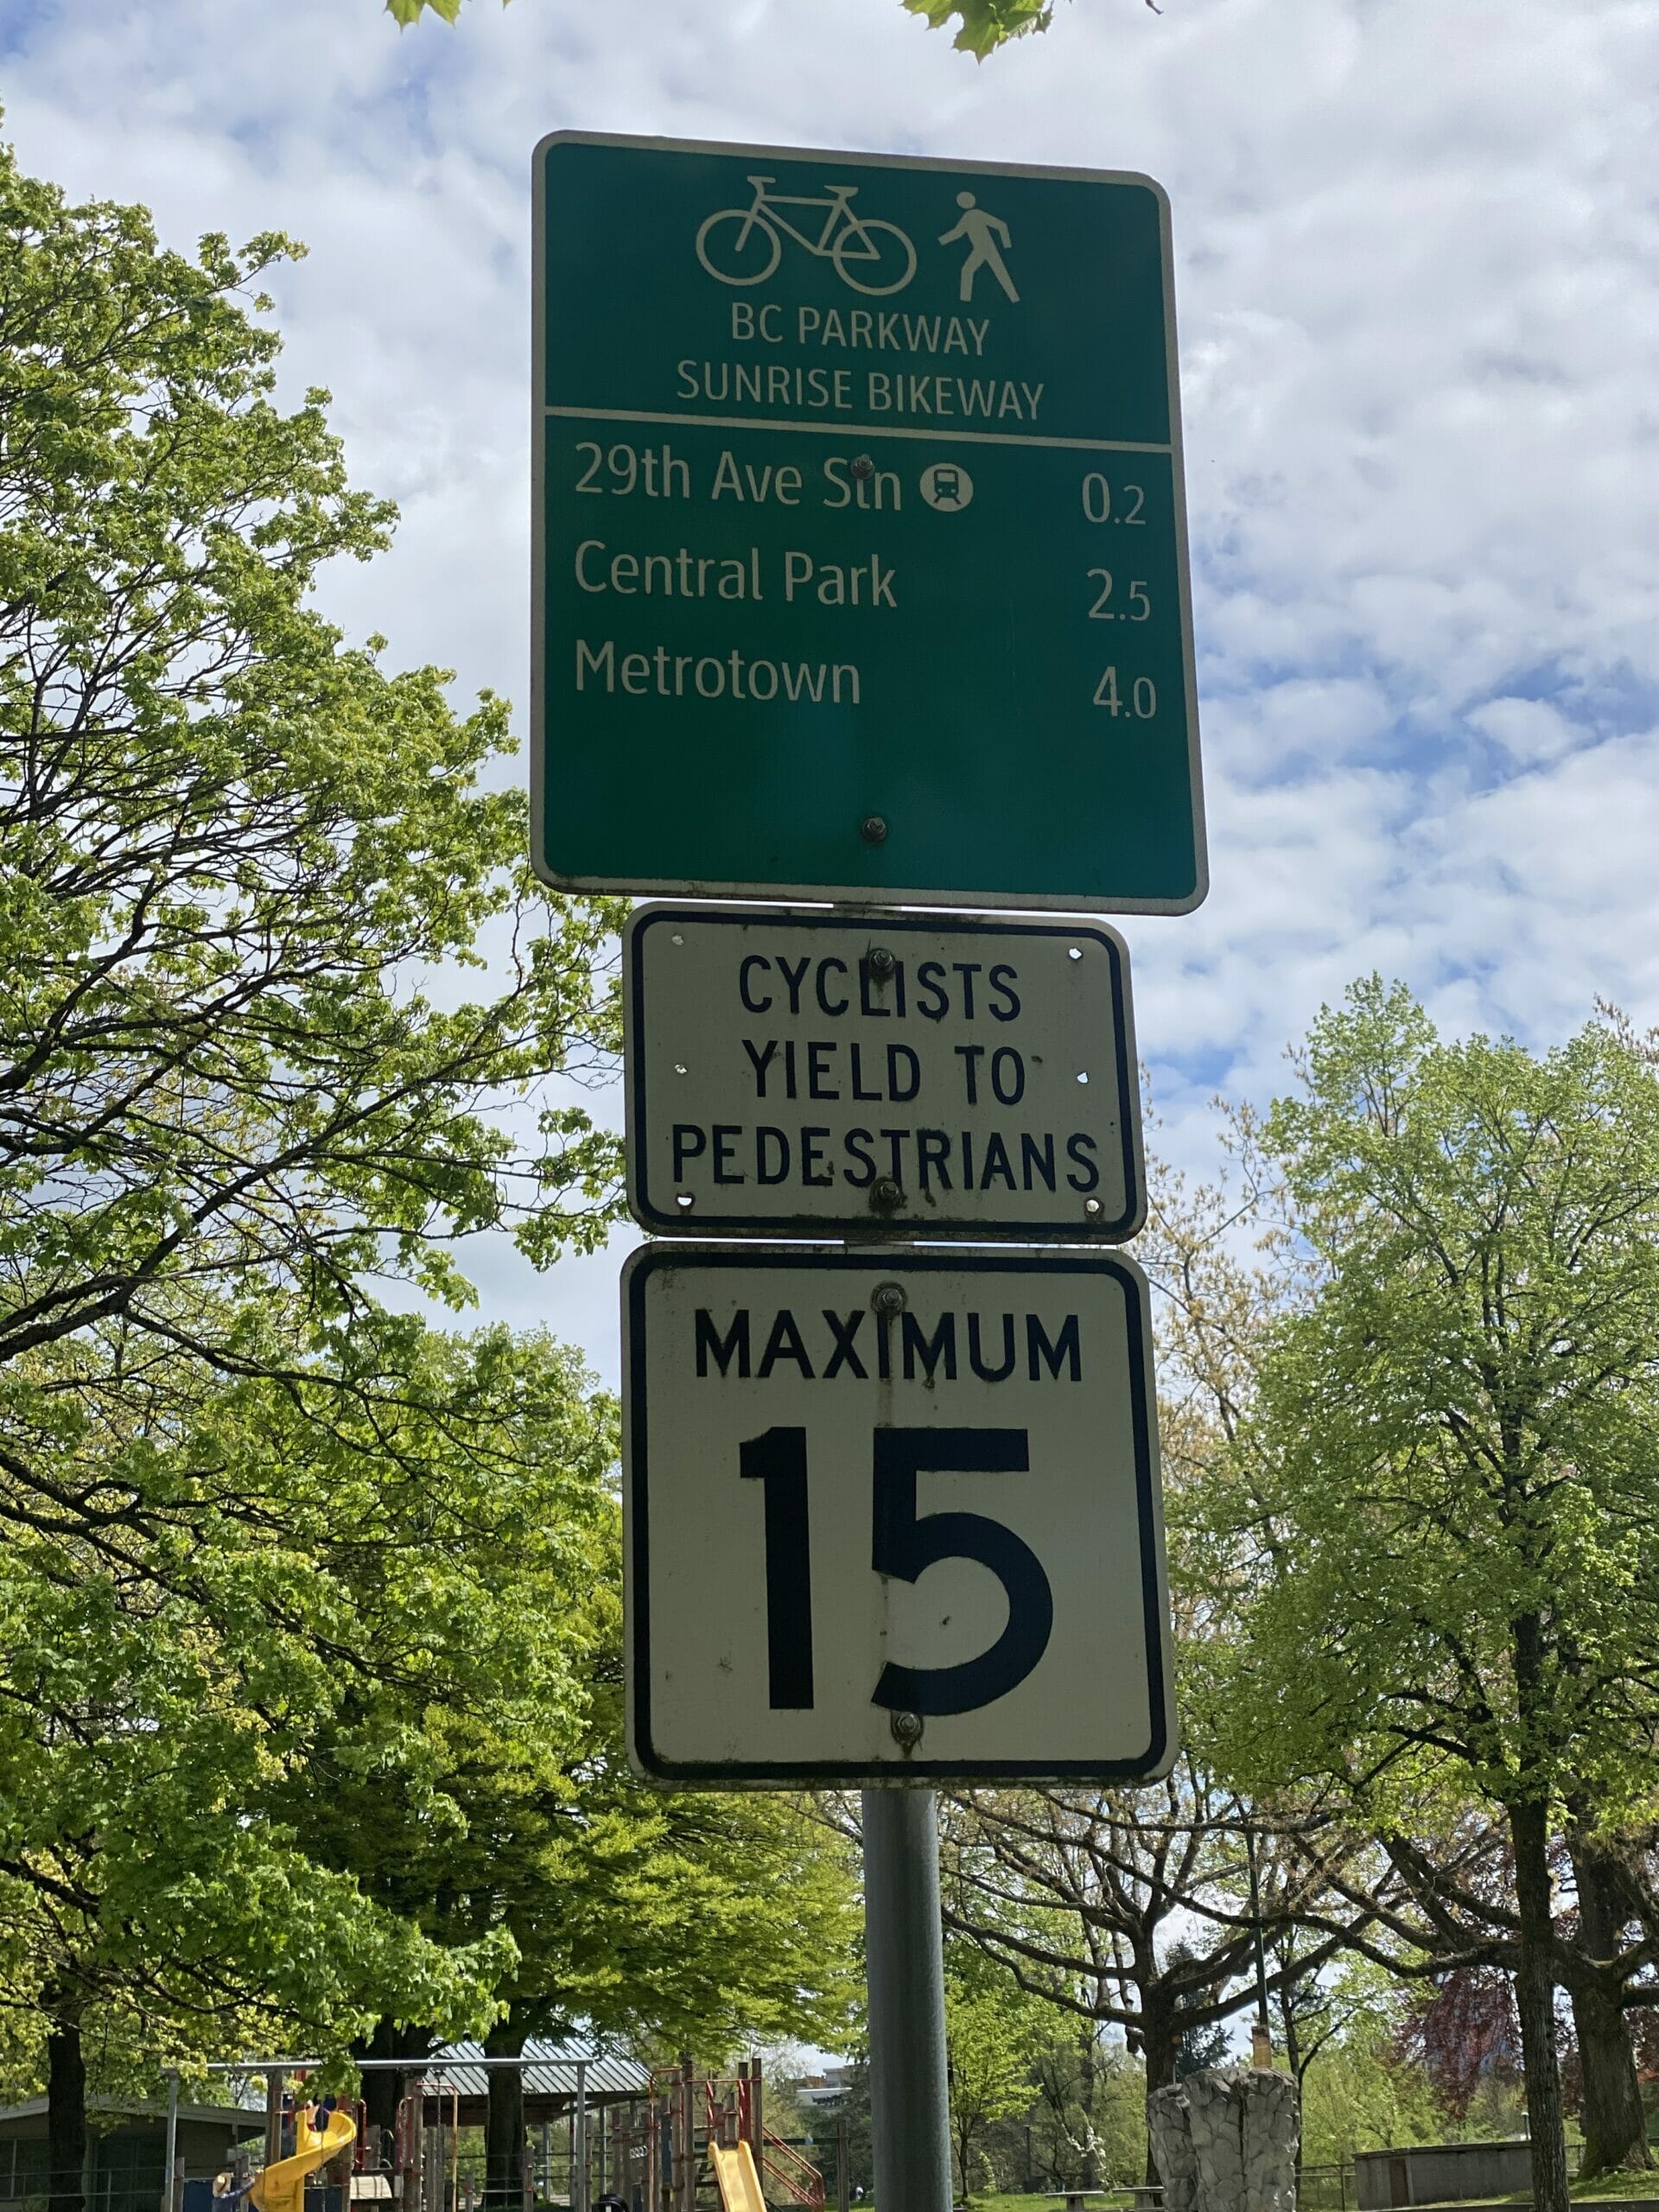 BC PARKWAY
SUNRISE BIKEWAY
29th Ave Stn 0.2
Central Park 2.5
Metrotown 4.0
CYCLISTS
YIELD TO
PEDESTRIANS
MAXIMUM
15